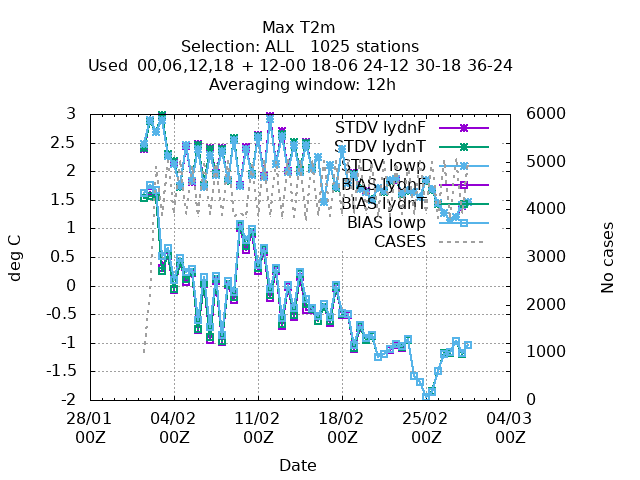 Max T2m
Selection: ALL   1025 stations
Used  00,06,12,18 + 12-00 18-06 24-12 30-18 36-24
Averaging window: 12h
3
2.5
2
1.5
1
0.5
0
-0.5
-1
-1.5
-2
deg C
6000
5000
4000
3000
2000
1000
0
No cases
STDV lydnF
STDV lydnT
STDV lowp
BIAS lydnF
BIAS lydnT
BIAS lowp
CASES
28/01 04/02 11/02 18/02 25/02 04/03
00Z 00Z 00Z 00Z 00Z 00Z
Date